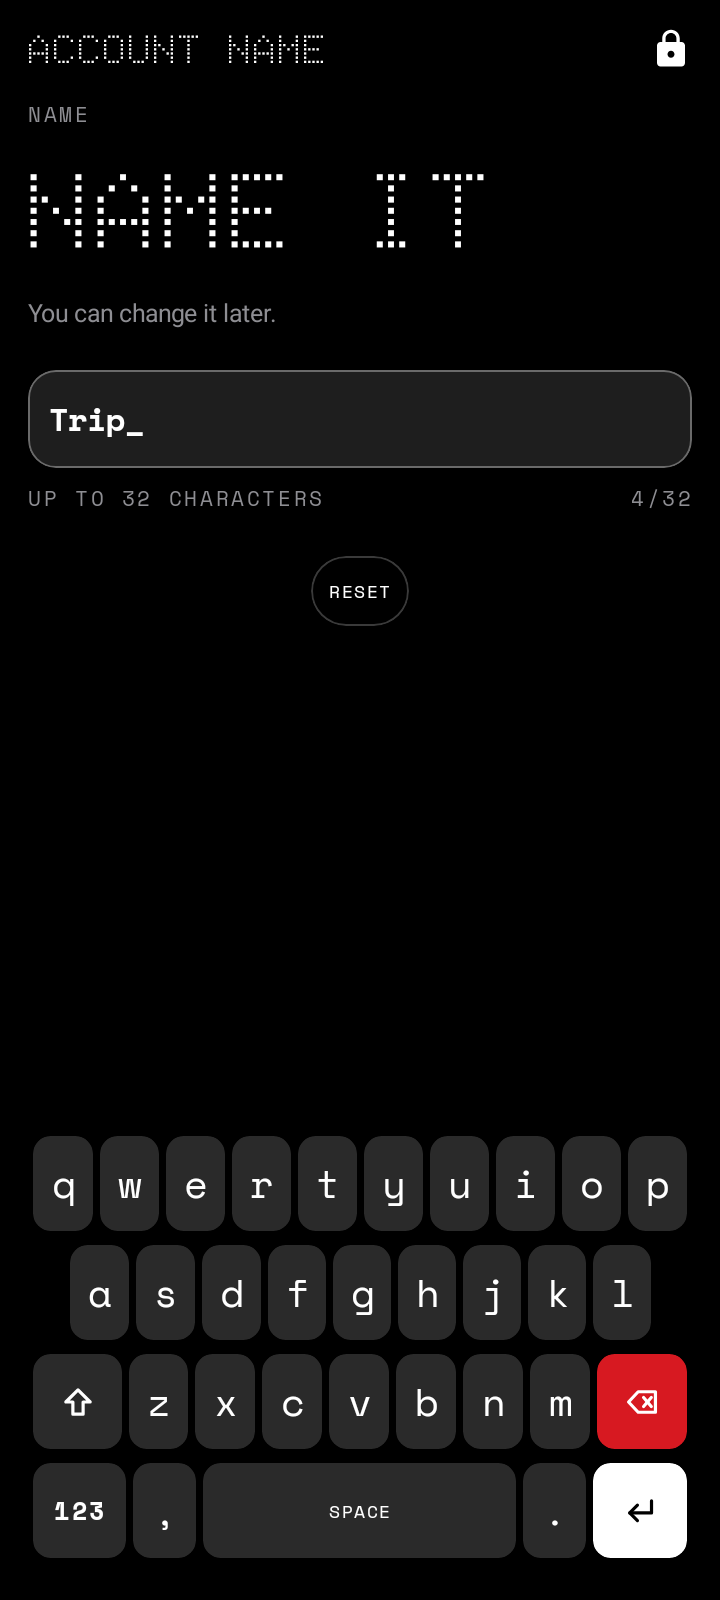 ACCOUNT NAME
NAME
NAME IT
You can change it later.
Trip_
UP TO 32 CHARACTERS 4/32
RESET
q w e r t y u i o p
a s d f g h j k l
z x c v b n m
123 , SPACE .